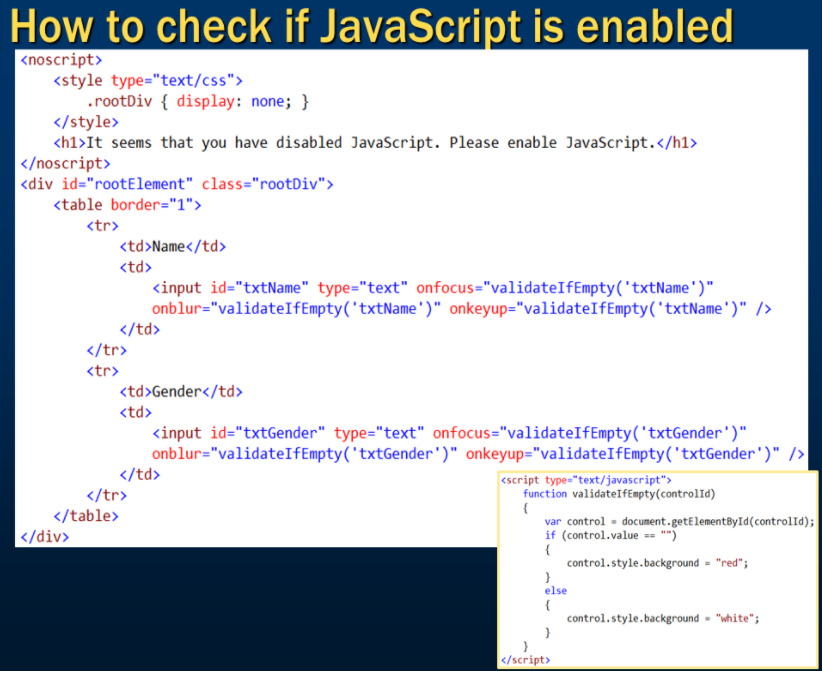 How to check if JavaScript is enabled
<noscript>
    <style type="text/css">
        .rootDiv { display: none; }
    </style>
    <h1>It seems that you have disabled JavaScript. Please enable JavaScript.</h1>
</noscript>
<div id="rootElement" class="rootDiv">
    <table border="1">
        <tr>
            <td>Name</td>
            <td>
                <input id="txtName" type="text" onfocus="validateIfEmpty('txtName')"
                onblur="validateIfEmpty('txtName')" onkeyup="validateIfEmpty('txtName')" />
            </td>
        </tr>
        <tr>
            <td>Gender</td>
            <td>
                <input id="txtGender" type="text" onfocus="validateIfEmpty('txtGender')"
                onblur="validateIfEmpty('txtGender')" onkeyup="validateIfEmpty('txtGender')" />
            </td>
        </tr>
    </table>
</div>
<script type="text/javascript">
    function validateIfEmpty(controlId)
    {
        var control = document.getElementById(controlId);
        if (control.value == "")
        {
            control.style.background = "red";
        }
        else
        {
            control.style.background = "white";
        }
    }
</script>